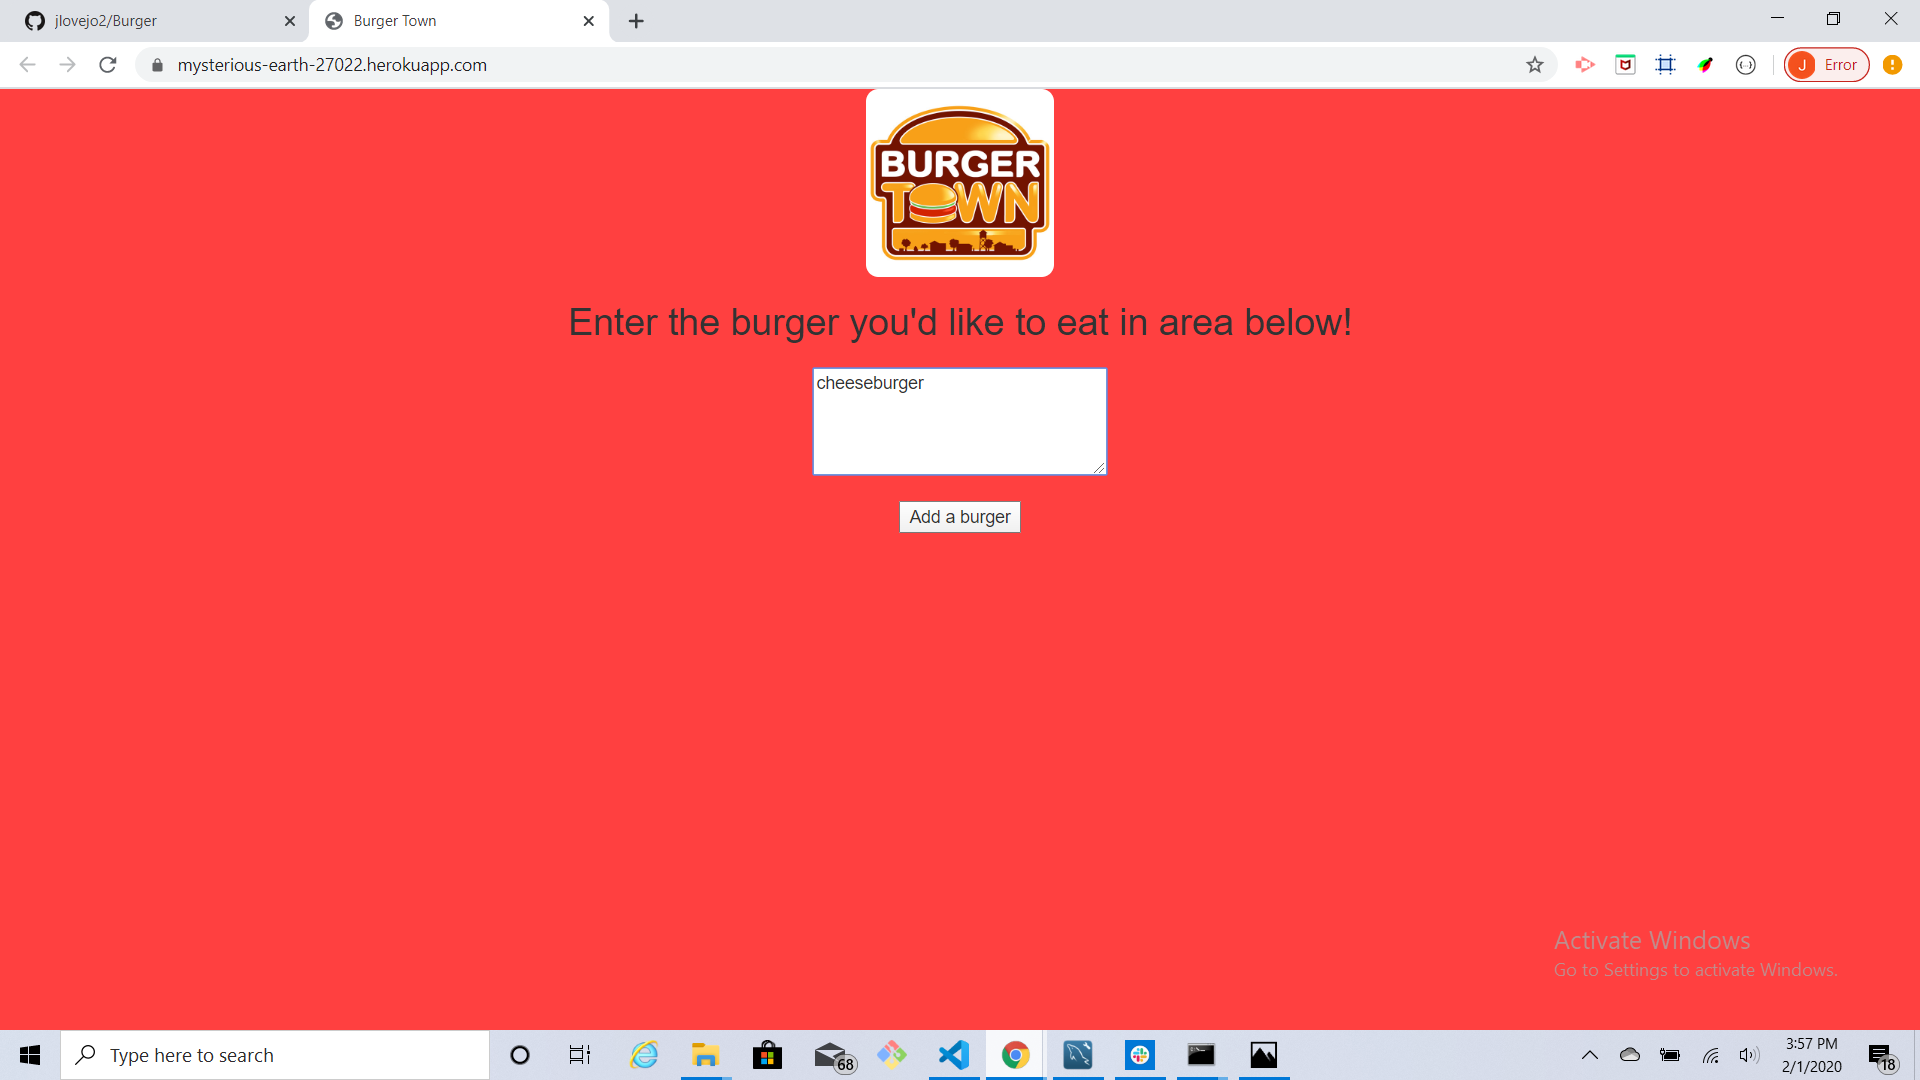 jlovejo2/Burger
Burger Town
mysterious-earth-27022.herokuapp.com
J Error
BURGER
TOWN
Enter the burger you'd like to eat in area below!
cheeseburger
Add a burger
Activate Windows
Go to Settings to activate Windows.
Type here to search
68
3:57 PM
2/1/2020
18